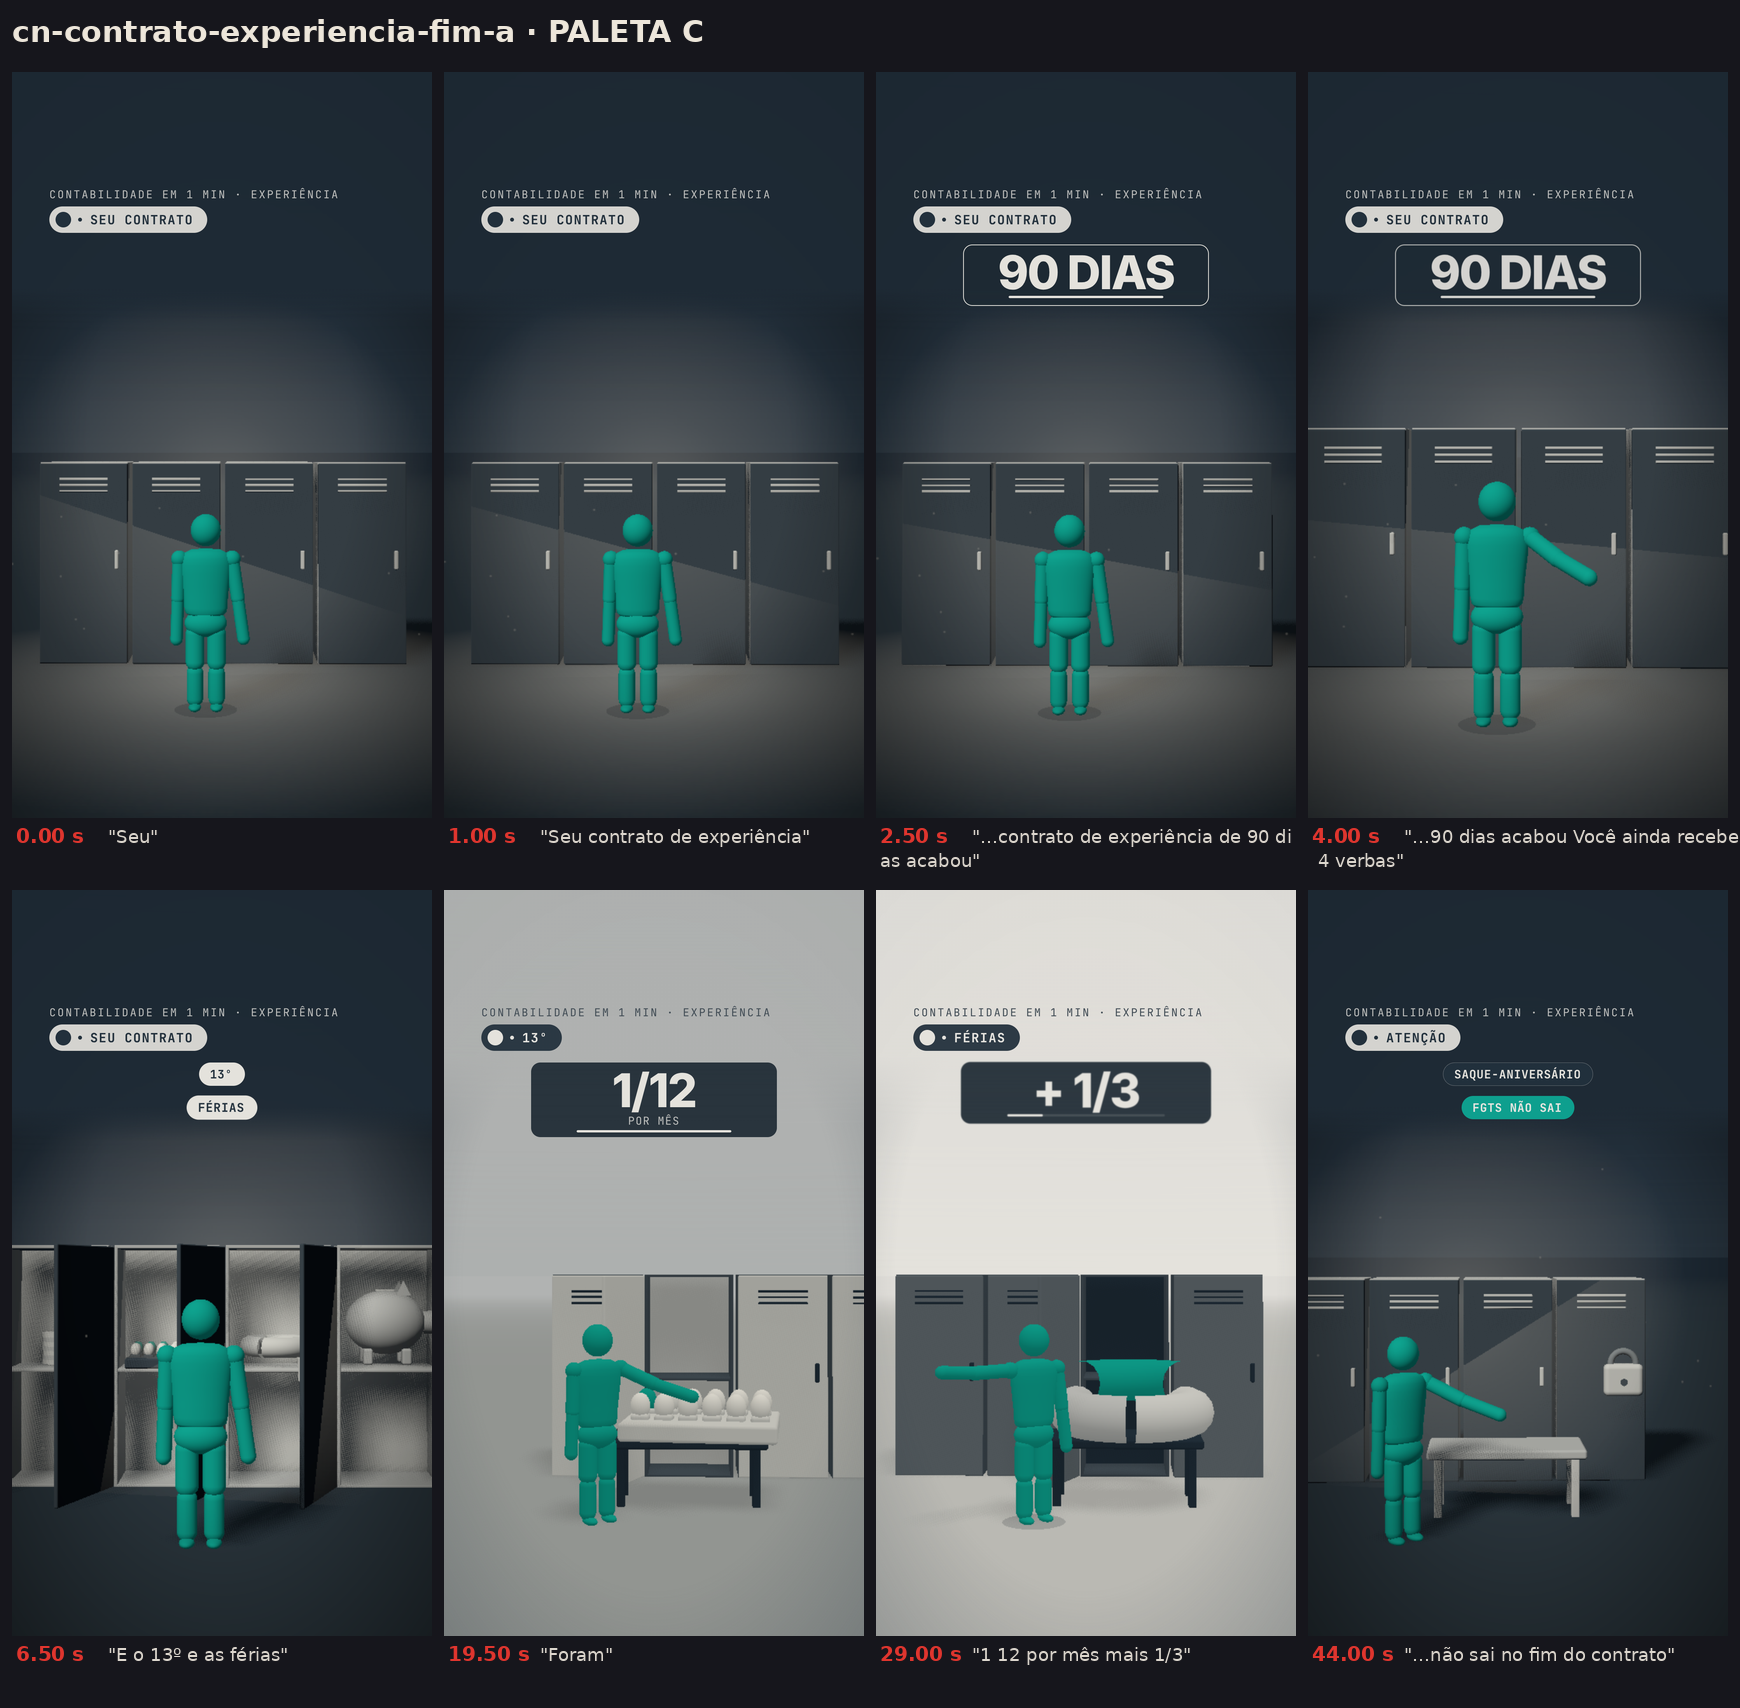 cn-contrato-experiencia-fim-a · PALETA C
CONTABILIDADE EM 1 MIN · EXPERIÊNCIA
• SEU CONTRATO
0.00 s "Seu"
CONTABILIDADE EM 1 MIN · EXPERIÊNCIA
• SEU CONTRATO
1.00 s "Seu contrato de experiência"
CONTABILIDADE EM 1 MIN · EXPERIÊNCIA
• SEU CONTRATO
90 DIAS
2.50 s "...contrato de experiência de 90 di
as acabou"
CONTABILIDADE EM 1 MIN · EXPERIÊNCIA
• SEU CONTRATO
90 DIAS
4.00 s "...90 dias acabou Você ainda recebe
4 verbas"
CONTABILIDADE EM 1 MIN · EXPERIÊNCIA
• SEU CONTRATO
13°
FÉRIAS
6.50 s "E o 13º e as férias"
CONTABILIDADE EM 1 MIN · EXPERIÊNCIA
• 13°
1/12
POR MÊS
19.50 s "Foram"
CONTABILIDADE EM 1 MIN · EXPERIÊNCIA
• FÉRIAS
+ 1/3
29.00 s "1 12 por mês mais 1/3"
CONTABILIDADE EM 1 MIN · EXPERIÊNCIA
• ATENÇÃO
SAQUE-ANIVERSÁRIO
FGTS NÃO SAI
44.00 s "...não sai no fim do contrato"